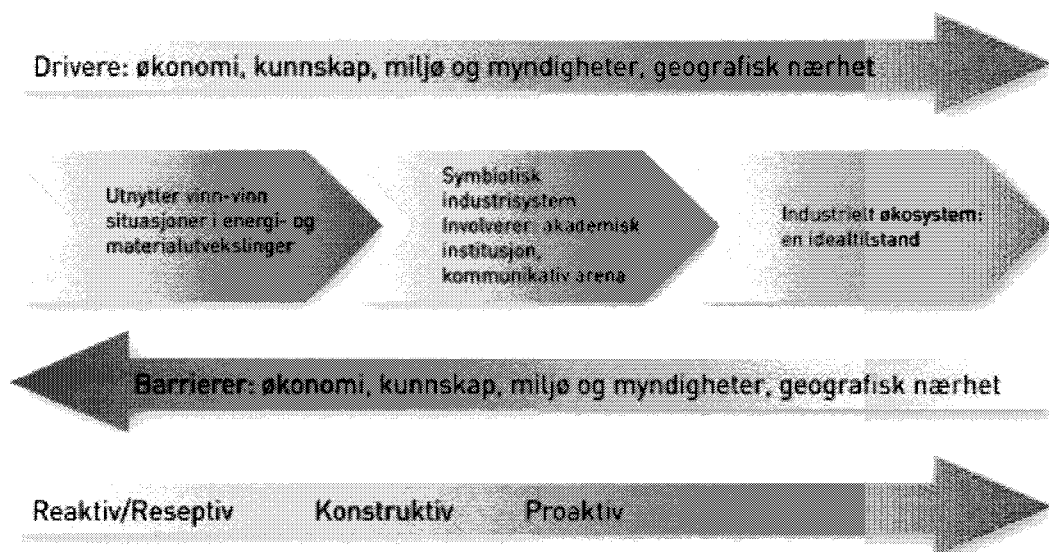 Drivere: økonomi, kunnskap, miljø og myndigheter, geografisk nærhet
Utnytter vinn-vinn
situasjoner i energi- og
materialutvekslinger
Symbiotisk
industrisystem
Involverer: akademisk
institusjon,
kommunikativ arena
Industrielt økosystem:
en idealtilstand
Barrierer: økonomi, kunnskap, miljø og myndigheter, geografisk nærhet
Reaktiv/Reseptiv Konstruktiv Proaktiv